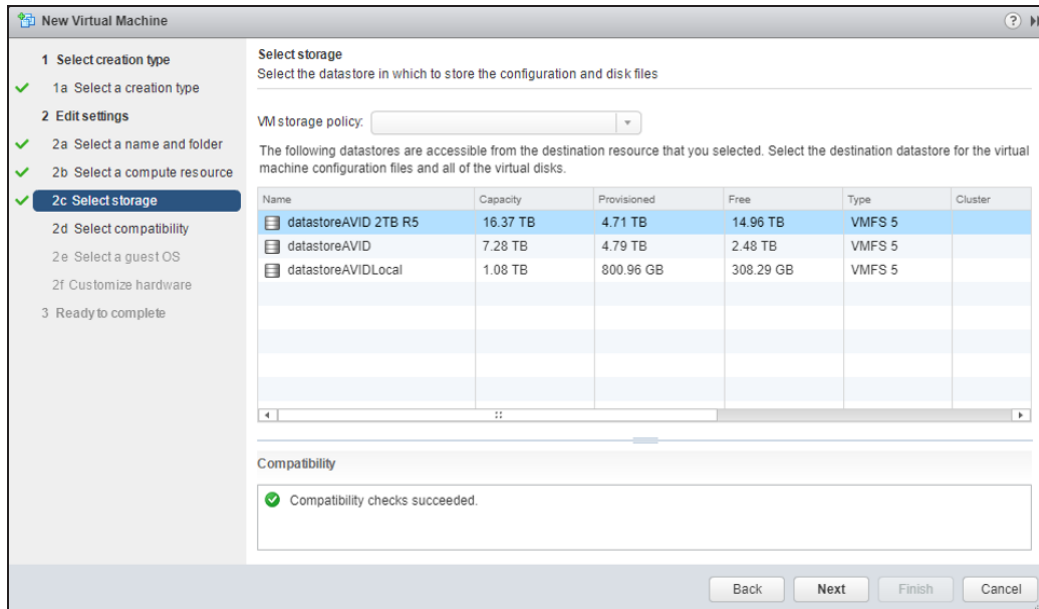 New Virtual Machine
?
1 Select creation type
1a Select a creation type
2 Edit settings
2a Select a name and folder
2b Select a compute resource
2c Select storage
2d Select compatibility
2e Select a guest OS
2f Customize hardware
3 Ready to complete
Select storage
Select the datastore in which to store the configuration and disk files
VM storage policy:
The following datastores are accessible from the destination resource that you selected. Select the destination datastore for the virtual
machine configuration files and all of the virtual disks.
Name Capacity Provisioned Free Type Cluster
datastoreAVID 2TB R5 16.37 TB 4.71 TB 14.96 TB VMFS 5
datastoreAVID 7.28 TB 4.79 TB 2.48 TB VMFS 5
datastoreAVIDLocal 1.08 TB 800.96 GB 308.29 GB VMFS 5
Compatibility
Compatibility checks succeeded.
Back Next Finish Cancel